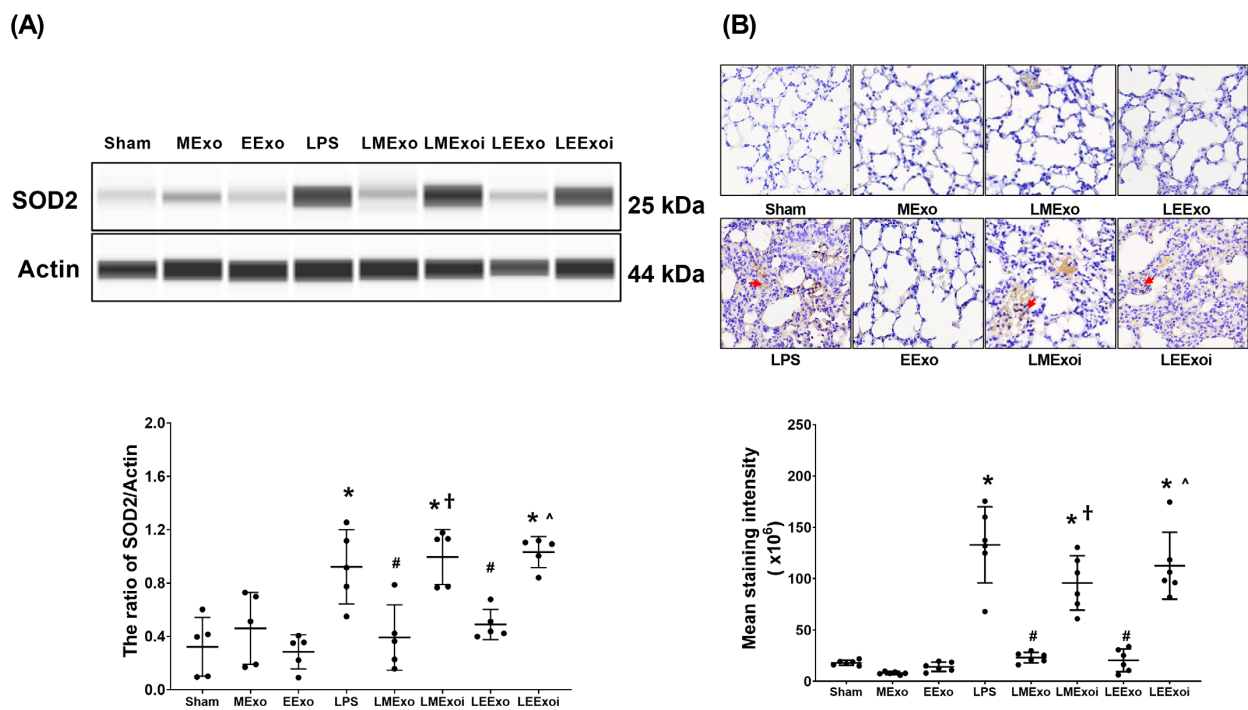 (A)
Sham MExo EExo LPS LMExo LMExoi LEExo LEExoi
SOD2
25 kDa
Actin
44 kDa
The ratio of SOD2/Actin
2.0
1.6
1.2
0.8
0.4
0.0
*
#
* †
#
* ^
Sham MExo EExo LPS LMExo LMExoi LEExo LEExoi
(B)
Sham MExo LMExo LEExo
LPS EExo LMExoi LEExoi
Mean staining intensity
( x10⁶)
250
200
150
100
50
0
*
#
* †
#
* ^
Sham MExo EExo LPS LMExo LMExoi LEExo LEExoi